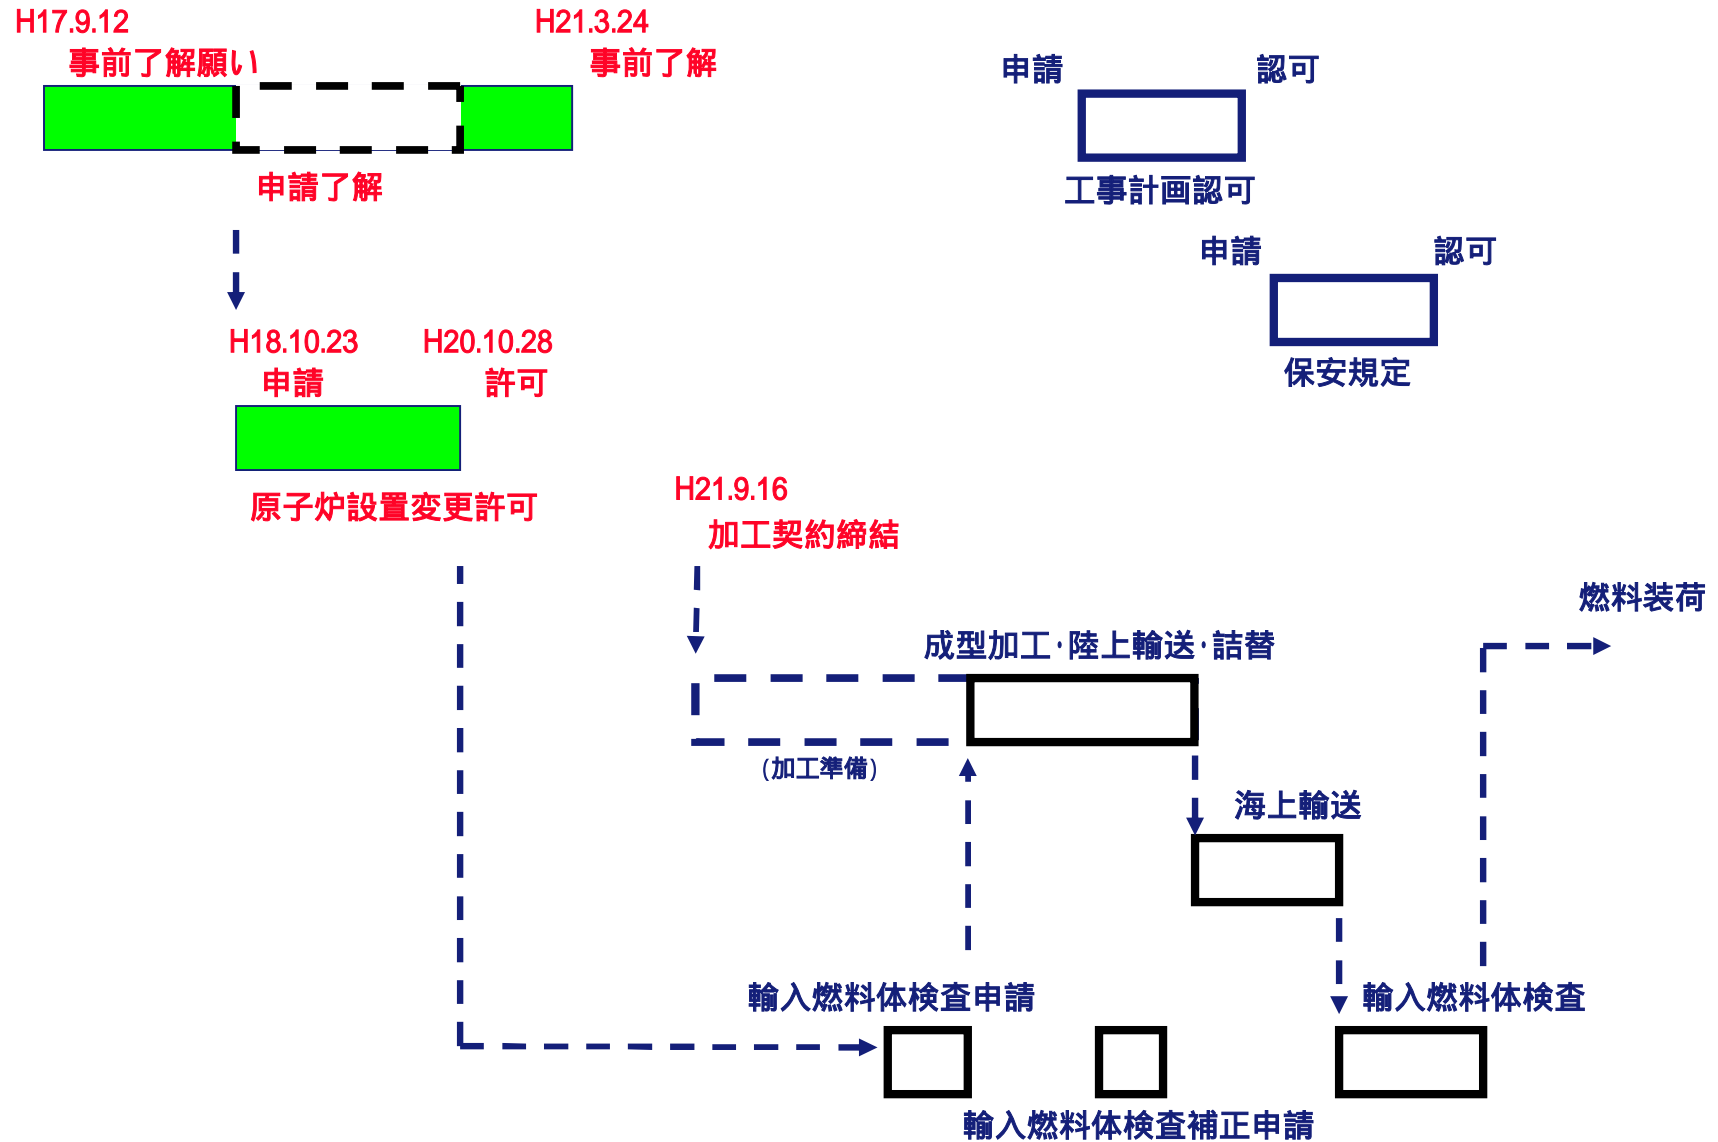 H17.9.12
事前了解願い
H21.3.24
事前了解
申請了解
申請
認可
工事計画認可
申請
認可
保安規定
H18.10.23
申請
H20.10.28
許可
原子炉設置変更許可
H21.9.16
加工契約締結
燃料装荷
成型加工・陸上輸送・詰替
(加工準備)
海上輸送
輸入燃料体検査申請
輸入燃料体検査
輸入燃料体検査補正申請